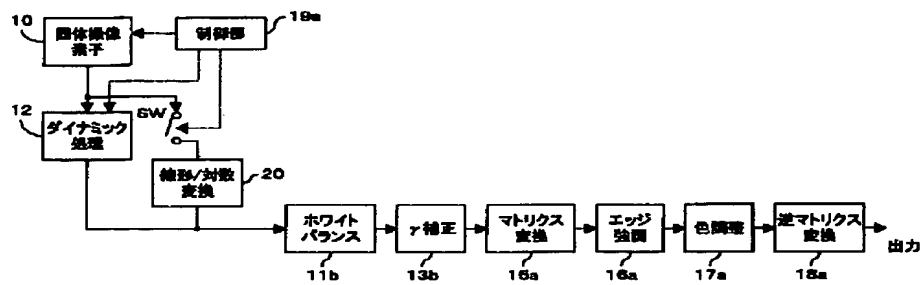 10
固体撮像
素子
制御部
19a
12
ダイナミック
処理
SW
線形/対数
変換
20
ホワイト
バランス
γ補正
マトリクス
変換
エッジ
強調
色調整
逆マトリクス
変換
出力
11b
13b
15a
16a
17a
18a